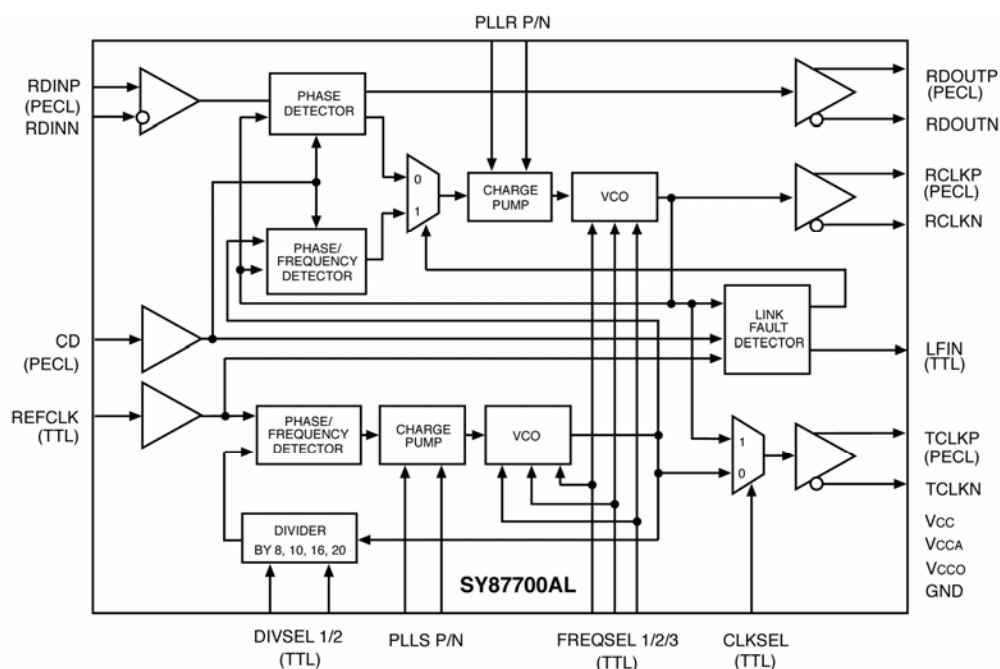 PLLR P/N
RDINP
(PECL)
RDINN
PHASE
DETECTOR
RDOUTP
(PECL)
RDOUTN
0
1
CHARGE
PUMP
VCO
RCLKP
(PECL)
RCLKN
PHASE/
FREQUENCY
DETECTOR
CD
(PECL)
LINK
FAULT
DETECTOR
LFIN
(TTL)
REFCLK
(TTL)
PHASE/
FREQUENCY
DETECTOR
CHARGE
PUMP
VCO
1
0
TCLKP
(PECL)
TCLKN
DIVIDER
BY 8, 10, 16, 20
SY87700AL
VCC
VCCA
VCCO
GND
DIVSEL 1/2
(TTL)
PLLS P/N
FREQSEL 1/2/3
(TTL)
CLKSEL
(TTL)